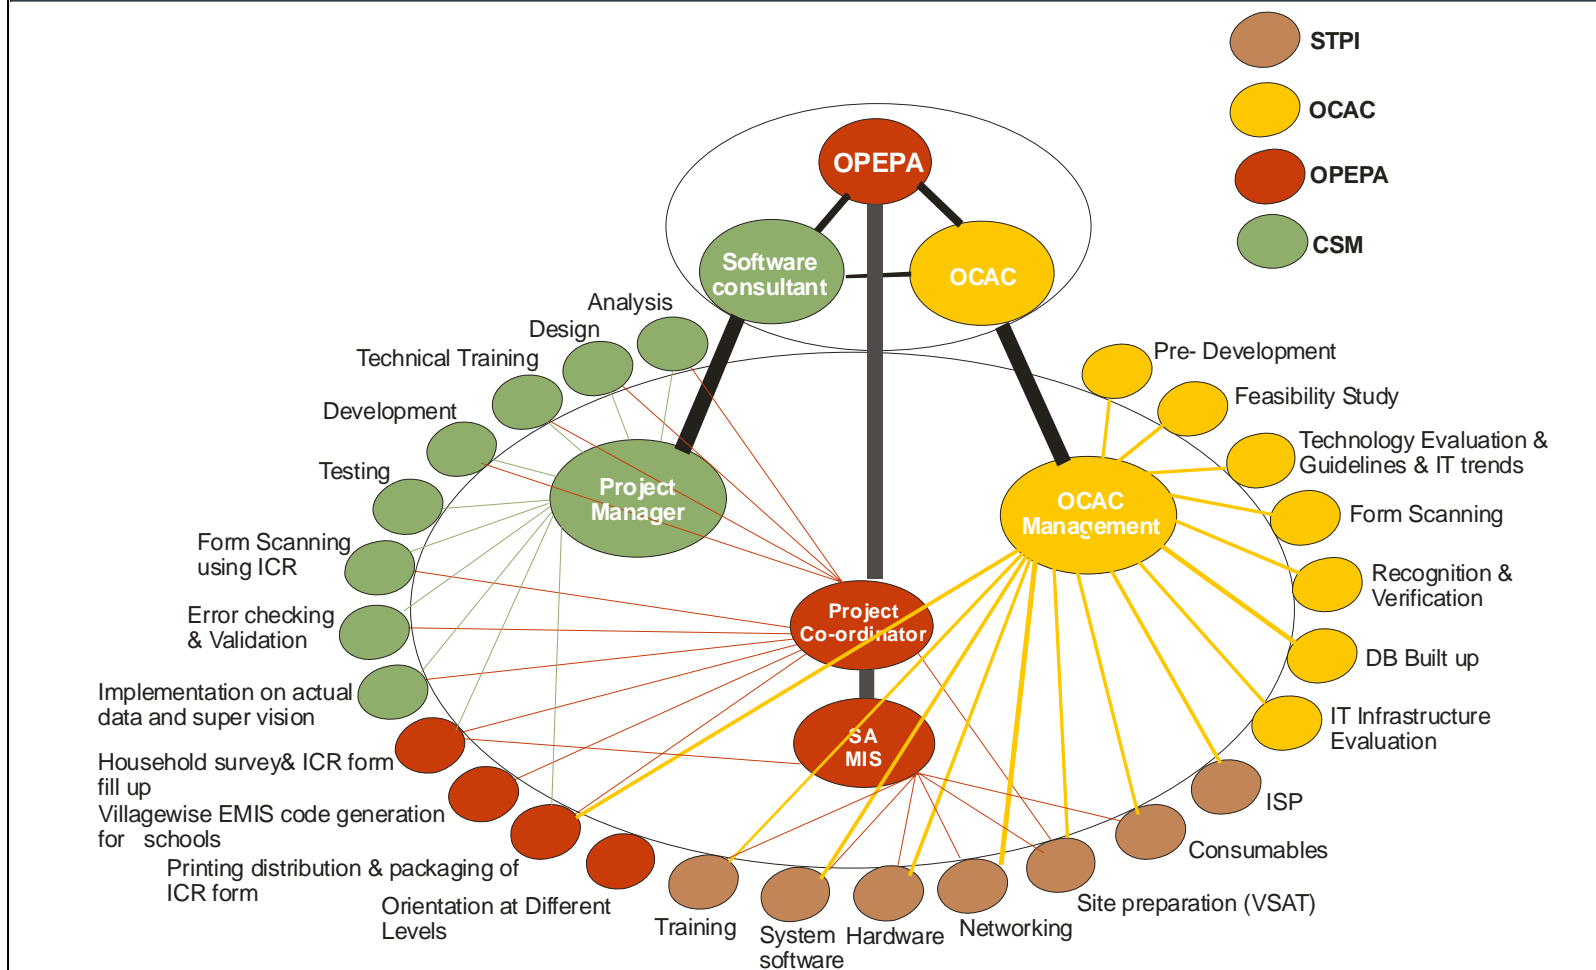 STPI
OCAC
OPEPA
CSM
OPEPA
Software
consultant
OCAC
Analysis
Design
Technical Training
Development
Testing
Form Scanning
using ICR
Error checking
& Validation
Implementation on actual
data and super vision
Household survey& ICR form
fill up
Villagewise EMIS code generation
for schools
Printing distribution & packaging of
ICR form
Orientation at Different
Levels
Project
Manager
Project
Co-ordinator
SA
MIS
OCAC
Management
Pre- Development
Feasibility Study
Technology Evaluation &
Guidelines & IT trends
Form Scanning
Recognition &
Verification
DB Built up
IT Infrastructure
Evaluation
ISP
Consumables
Site preparation (VSAT)
Networking
Hardware
System
software
Training